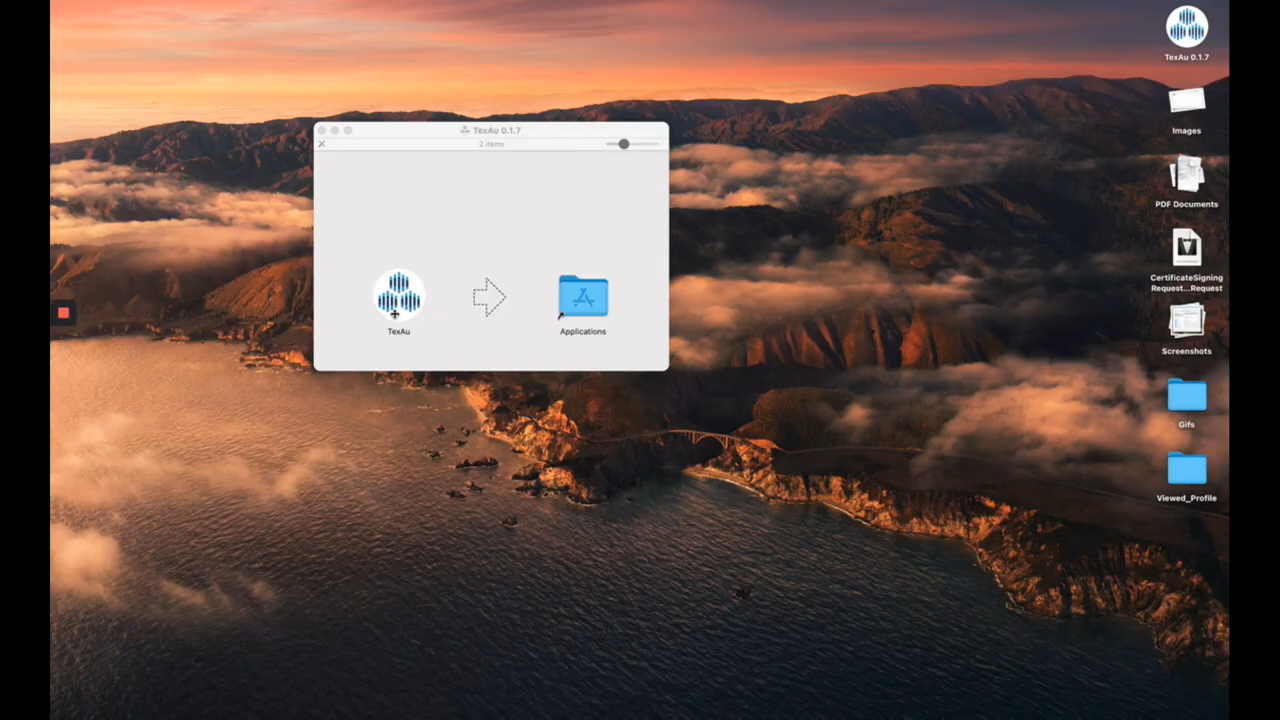 TexAu 0.1.7
2 items
TexAu
Applications
TexAu 0.1.7
Images
PDF Documents
CertificateSigning
Request...Request
Screenshots
Gifs
Viewed_Profile